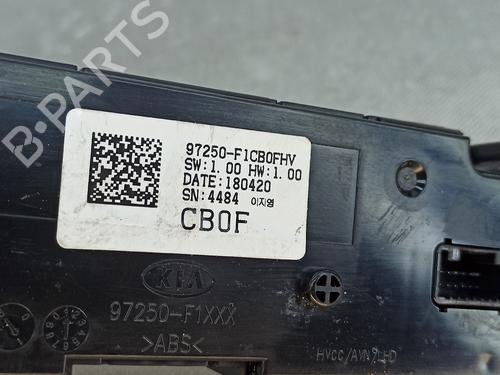 B-PARTS
97250-F1CB0FHV
SW:1.00 HW:1.00
DATE:180420
SN:4484 이지영
CB0F
KIA
97250-F1XXX
>ABS<
HVCC/AVN LHD